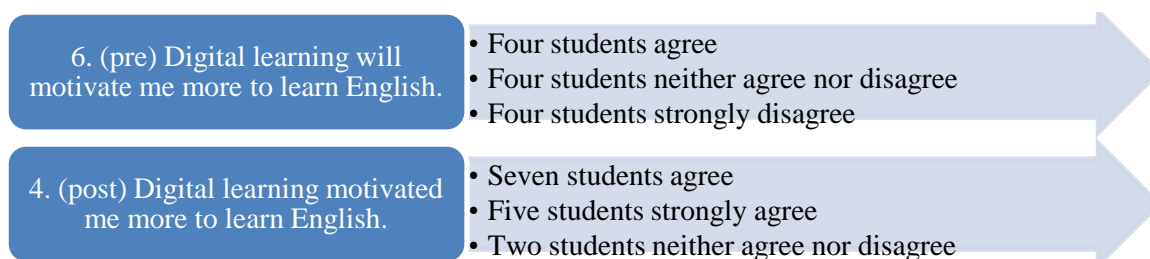 6. (pre) Digital learning will
motivate me more to learn English.
• Four students agree
• Four students neither agree nor disagree
• Four students strongly disagree
4. (post) Digital learning motivated
me more to learn English.
• Seven students agree
• Five students strongly agree
• Two students neither agree nor disagree